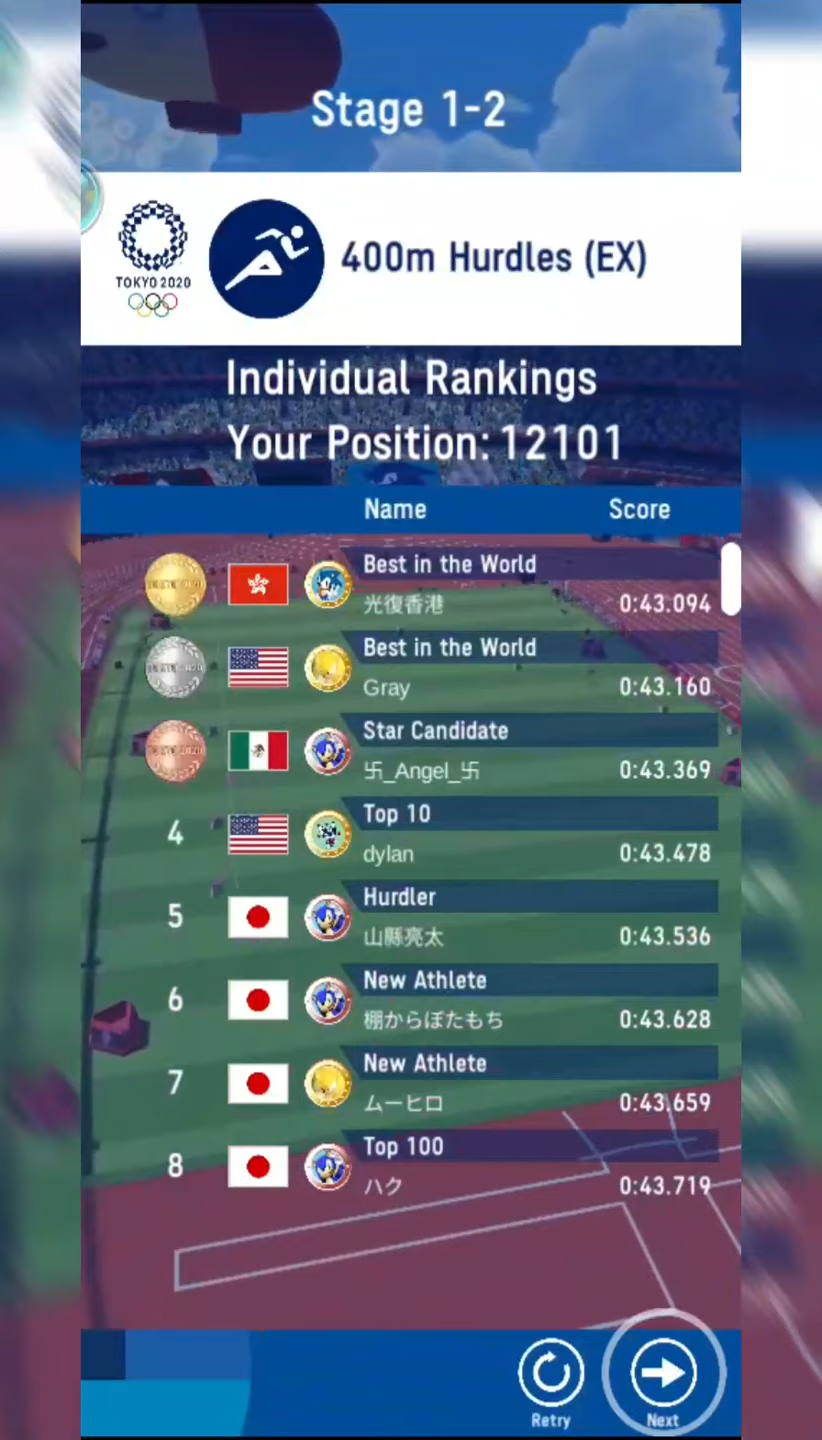 Stage 1-2
TOKYO 2020
400m Hurdles (EX)
Individual Rankings
Your Position: 12101
Name Score
Best in the World
光復香港 0:43.094
Best in the World
Gray 0:43.160
Star Candidate
卐_Angel_卐 0:43.369
4 Top 10
dylan 0:43.478
5 Hurdler
山縣亮太 0:43.536
6 New Athlete
棚からぼたもち 0:43.628
7 New Athlete
ムーヒロ 0:43.659
8 Top 100
ハク 0:43.719
Retry Next